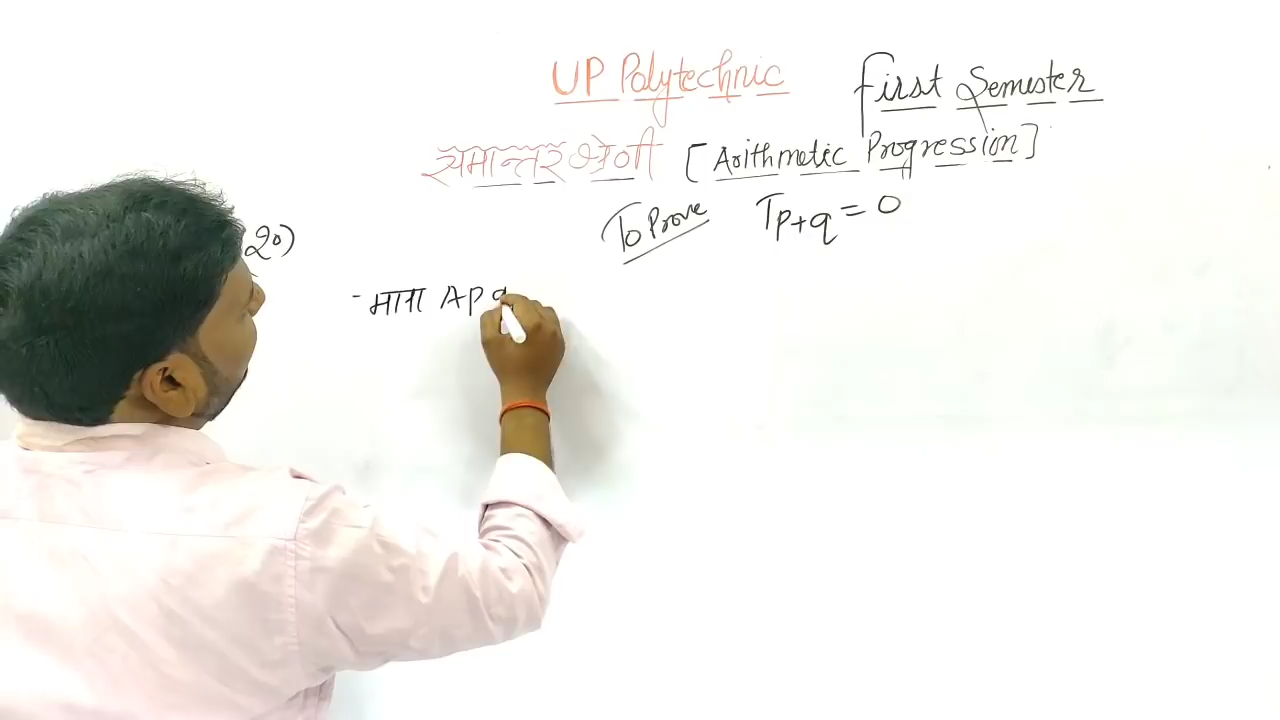 UP Polytechnic First Semester
समान्तर श्रेणी [Arithmetic Progression]
To Prove Tp+q = 0
20)
- माना AP